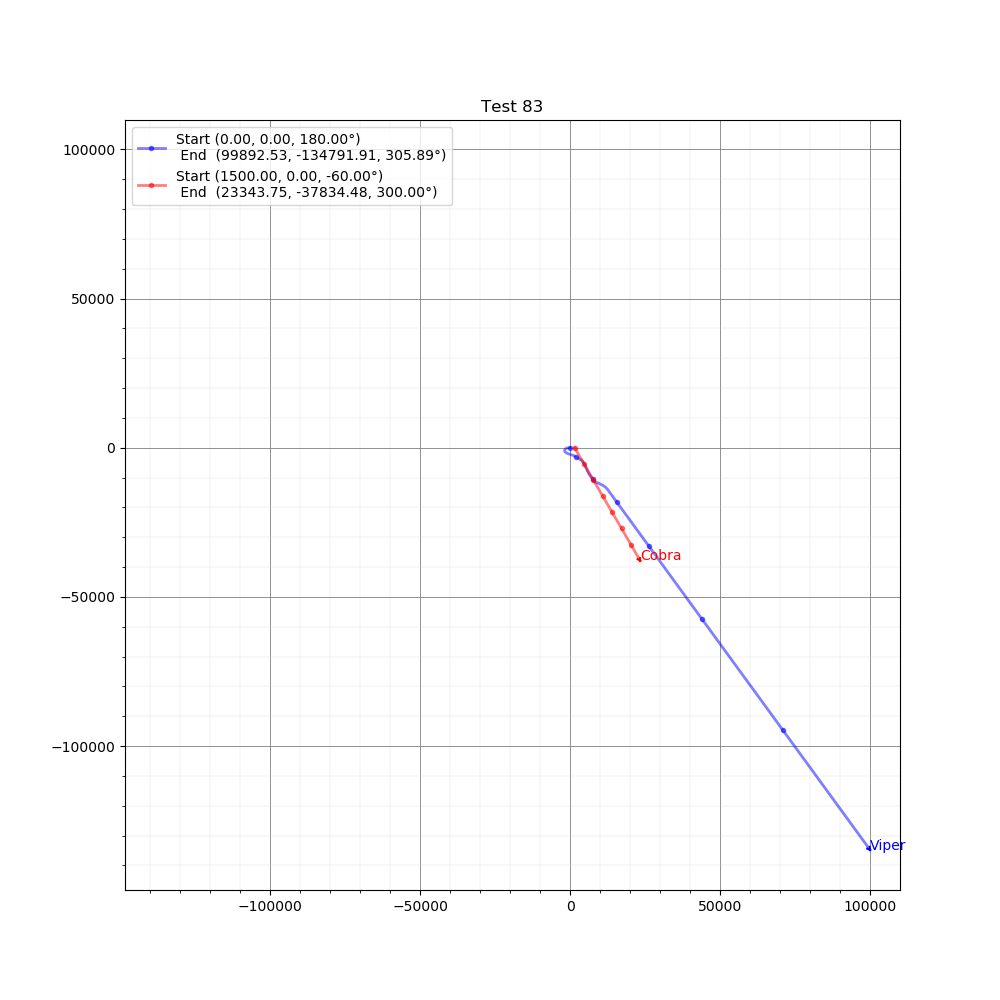 Test 83
Start (0.00, 0.00, 180.00°)
End (99892.53, -134791.91, 305.89°)
Start (1500.00, 0.00, -60.00°)
End (23343.75, -37834.48, 300.00°)
100000
50000
0
−50000
−100000
Cobra
Viper
−100000
−50000
0
50000
100000